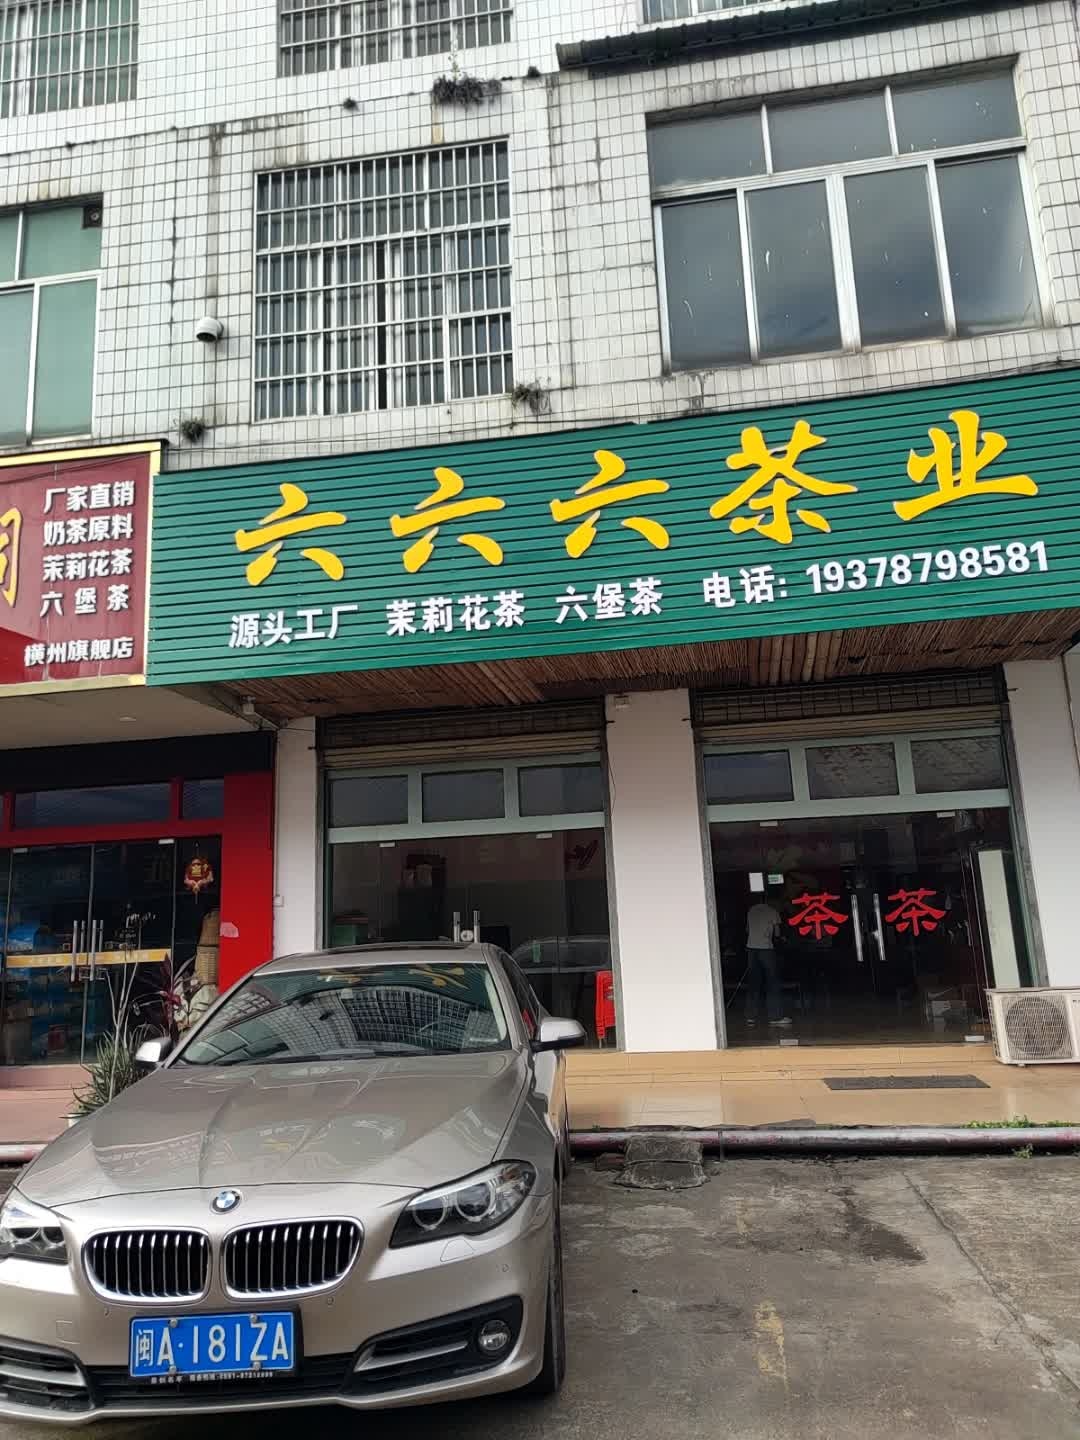 六六六茶业
源头工厂 茉莉花茶 六堡茶 电话: 19378798581
厂家直销
奶茶原料
茉莉花茶
六堡茶
横州旗舰店
茶 茶
闽A·181ZA